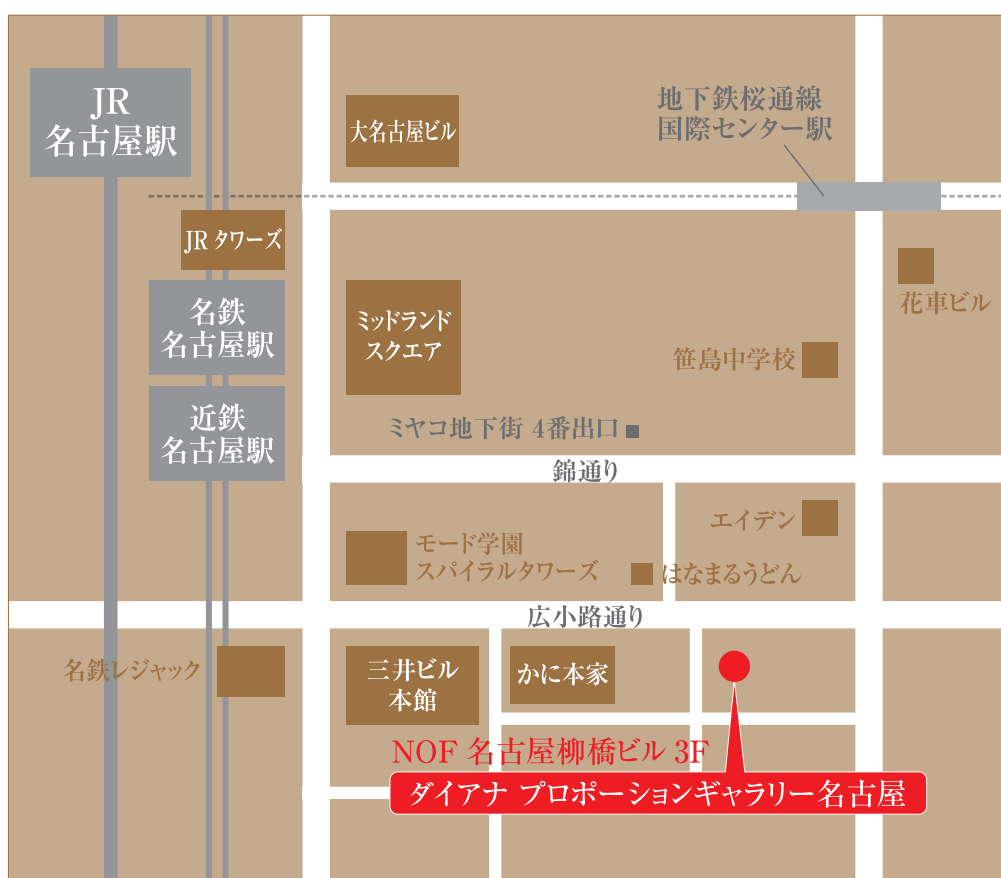 JR
名古屋駅
大名古屋ビル
地下鉄桜通線
国際センター駅
JR タワーズ
名鉄
名古屋駅
ミッドランド
スクエア
花車ビル
笹島中学校
近鉄
名古屋駅
ミヤコ地下街 4番出口
錦通り
エイデン
モード学園
スパイラルタワーズ
はなまるうどん
広小路通り
名鉄レジャック
三井ビル
本館
かに本家
NOF 名古屋柳橋ビル 3F
ダイアナ プロポーションギャラリー名古屋